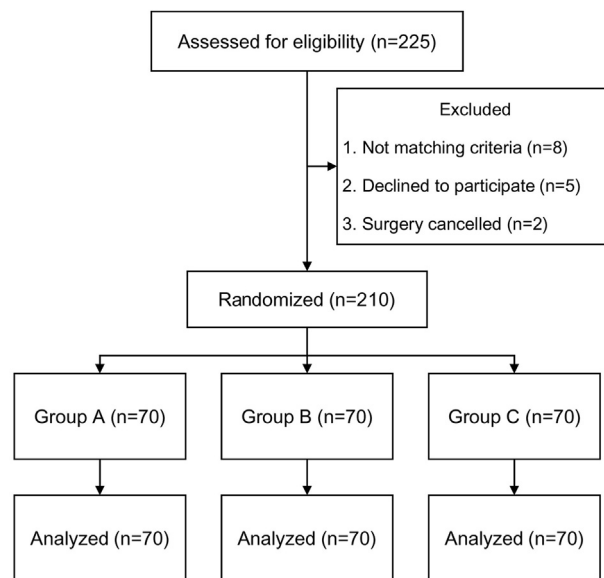 Assessed for eligibility (n=225)
Excluded
1. Not matching criteria (n=8)
2. Declined to participate (n=5)
3. Surgery cancelled (n=2)
Randomized (n=210)
Group A (n=70)
Group B (n=70)
Group C (n=70)
Analyzed (n=70)
Analyzed (n=70)
Analyzed (n=70)